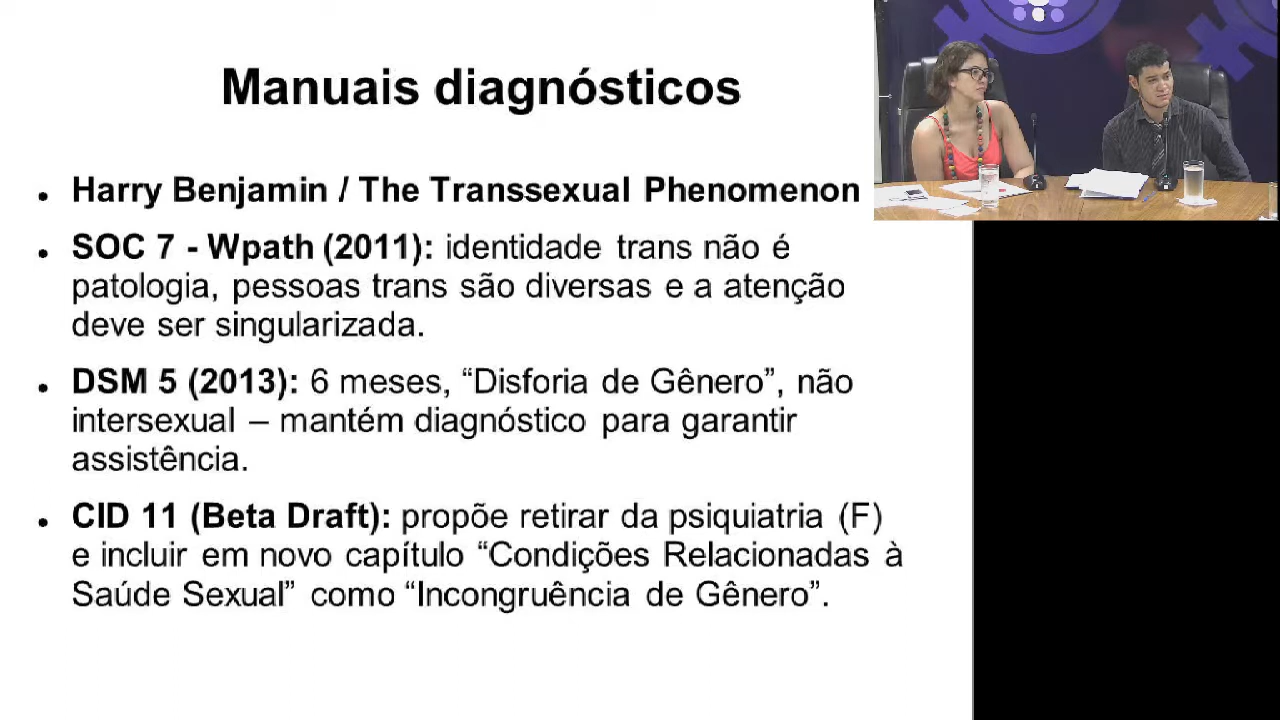 Manuais diagnósticos
• Harry Benjamin / The Transsexual Phenomenon
• SOC 7 - Wpath (2011): identidade trans não é
patologia, pessoas trans são diversas e a atenção
deve ser singularizada.
• DSM 5 (2013): 6 meses, “Disforia de Gênero”, não
intersexual – mantém diagnóstico para garantir
assistência.
• CID 11 (Beta Draft): propõe retirar da psiquiatria (F)
e incluir em novo capítulo “Condições Relacionadas à
Saúde Sexual” como “Incongruência de Gênero”.